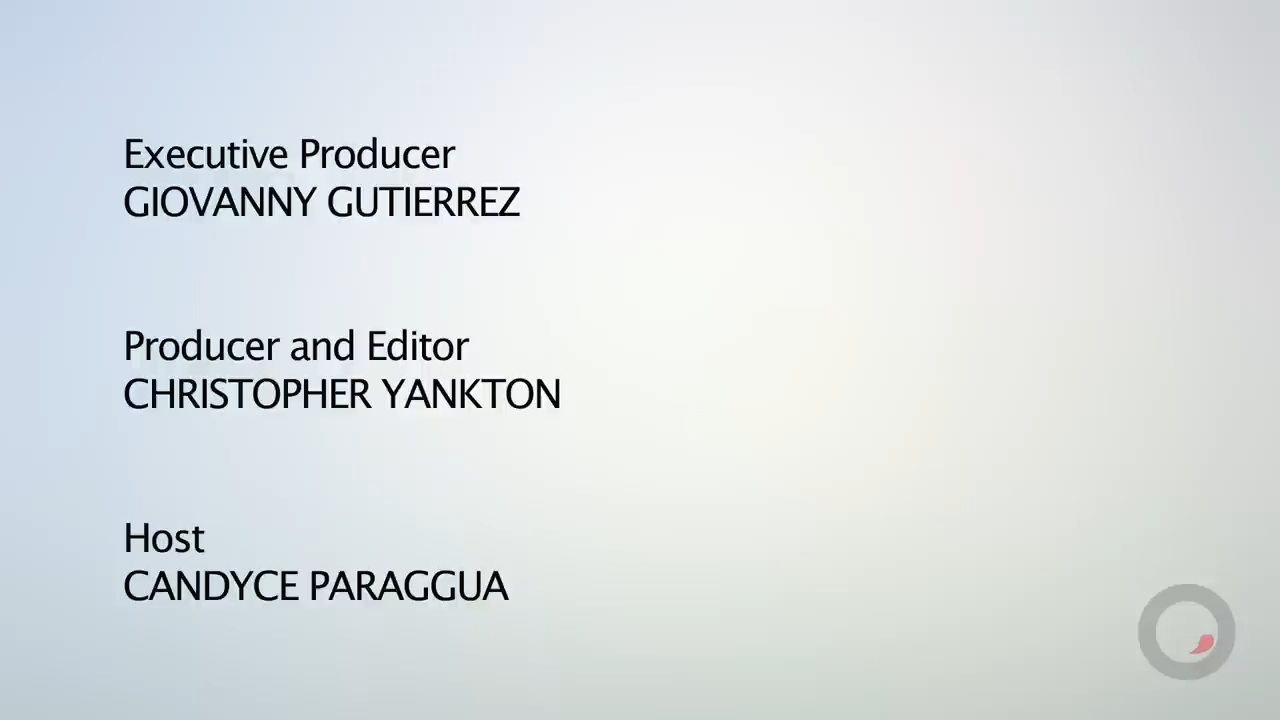 Executive Producer
GIOVANNY GUTIERREZ
Producer and Editor
CHRISTOPHER YANKTON
Host
CANDYCE PARAGGUA